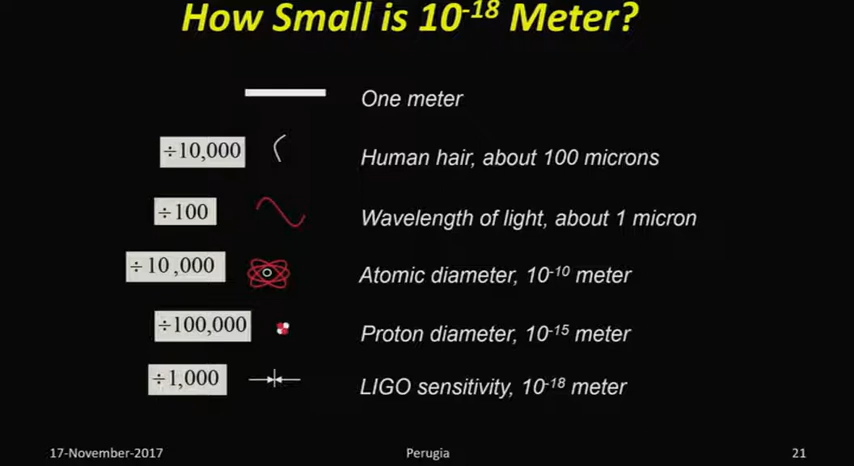 How Small is 10⁻¹⁸ Meter?
One meter
÷10,000 Human hair, about 100 microns
÷100 Wavelength of light, about 1 micron
÷ 10 ,000 Atomic diameter, 10⁻¹⁰ meter
÷100,000 Proton diameter, 10⁻¹⁵ meter
÷1,000 LIGO sensitivity, 10⁻¹⁸ meter
17-November-2017 Perugia 21